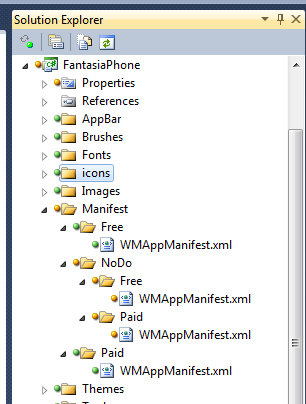 Solution Explorer
FantasiaPhone
Properties
References
AppBar
Brushes
Fonts
icons
Images
Manifest
Free
WMAppManifest.xml
NoDo
Free
WMAppManifest.xml
Paid
WMAppManifest.xml
Paid
WMAppManifest.xml
Themes